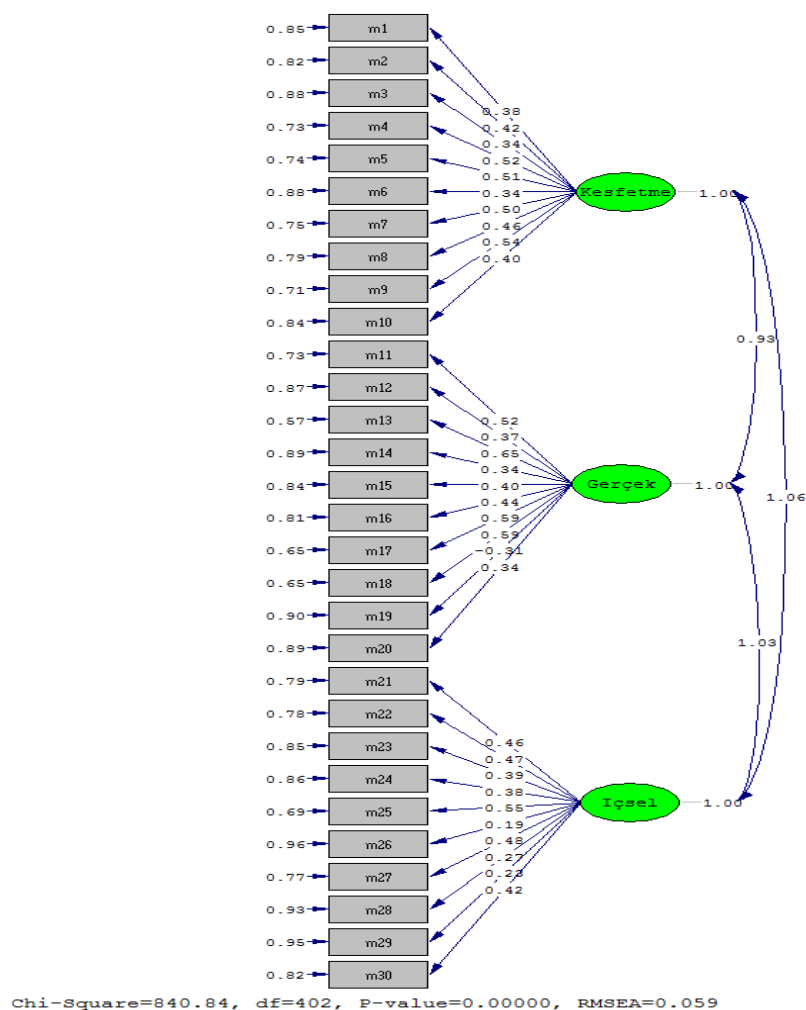 0.85 m1
0.82 m2
0.88 m3
0.73 m4
0.74 m5
0.88 m6
0.75 m7
0.79 m8
0.71 m9
0.84 m10
0.73 m11
0.87 m12
0.57 m13
0.89 m14
0.84 m15
0.81 m16
0.65 m17
0.65 m18
0.90 m19
0.89 m20
0.79 m21
0.78 m22
0.85 m23
0.86 m24
0.69 m25
0.96 m26
0.77 m27
0.93 m28
0.95 m29
0.82 m30
0.38
0.42
0.34
0.52
0.51
0.34
0.50
0.46
0.54
0.40
Kesfetme 1.00
0.52
0.37
0.65
0.34
0.40
0.44
0.59
0.59
-0.31
0.34
Gerçek 1.00
0.46
0.47
0.39
0.38
0.55
0.19
0.48
0.27
0.23
0.42
Içsel 1.00
0.93
1.06
1.03
Chi-Square=840.84, df=402, P-value=0.00000, RMSEA=0.059